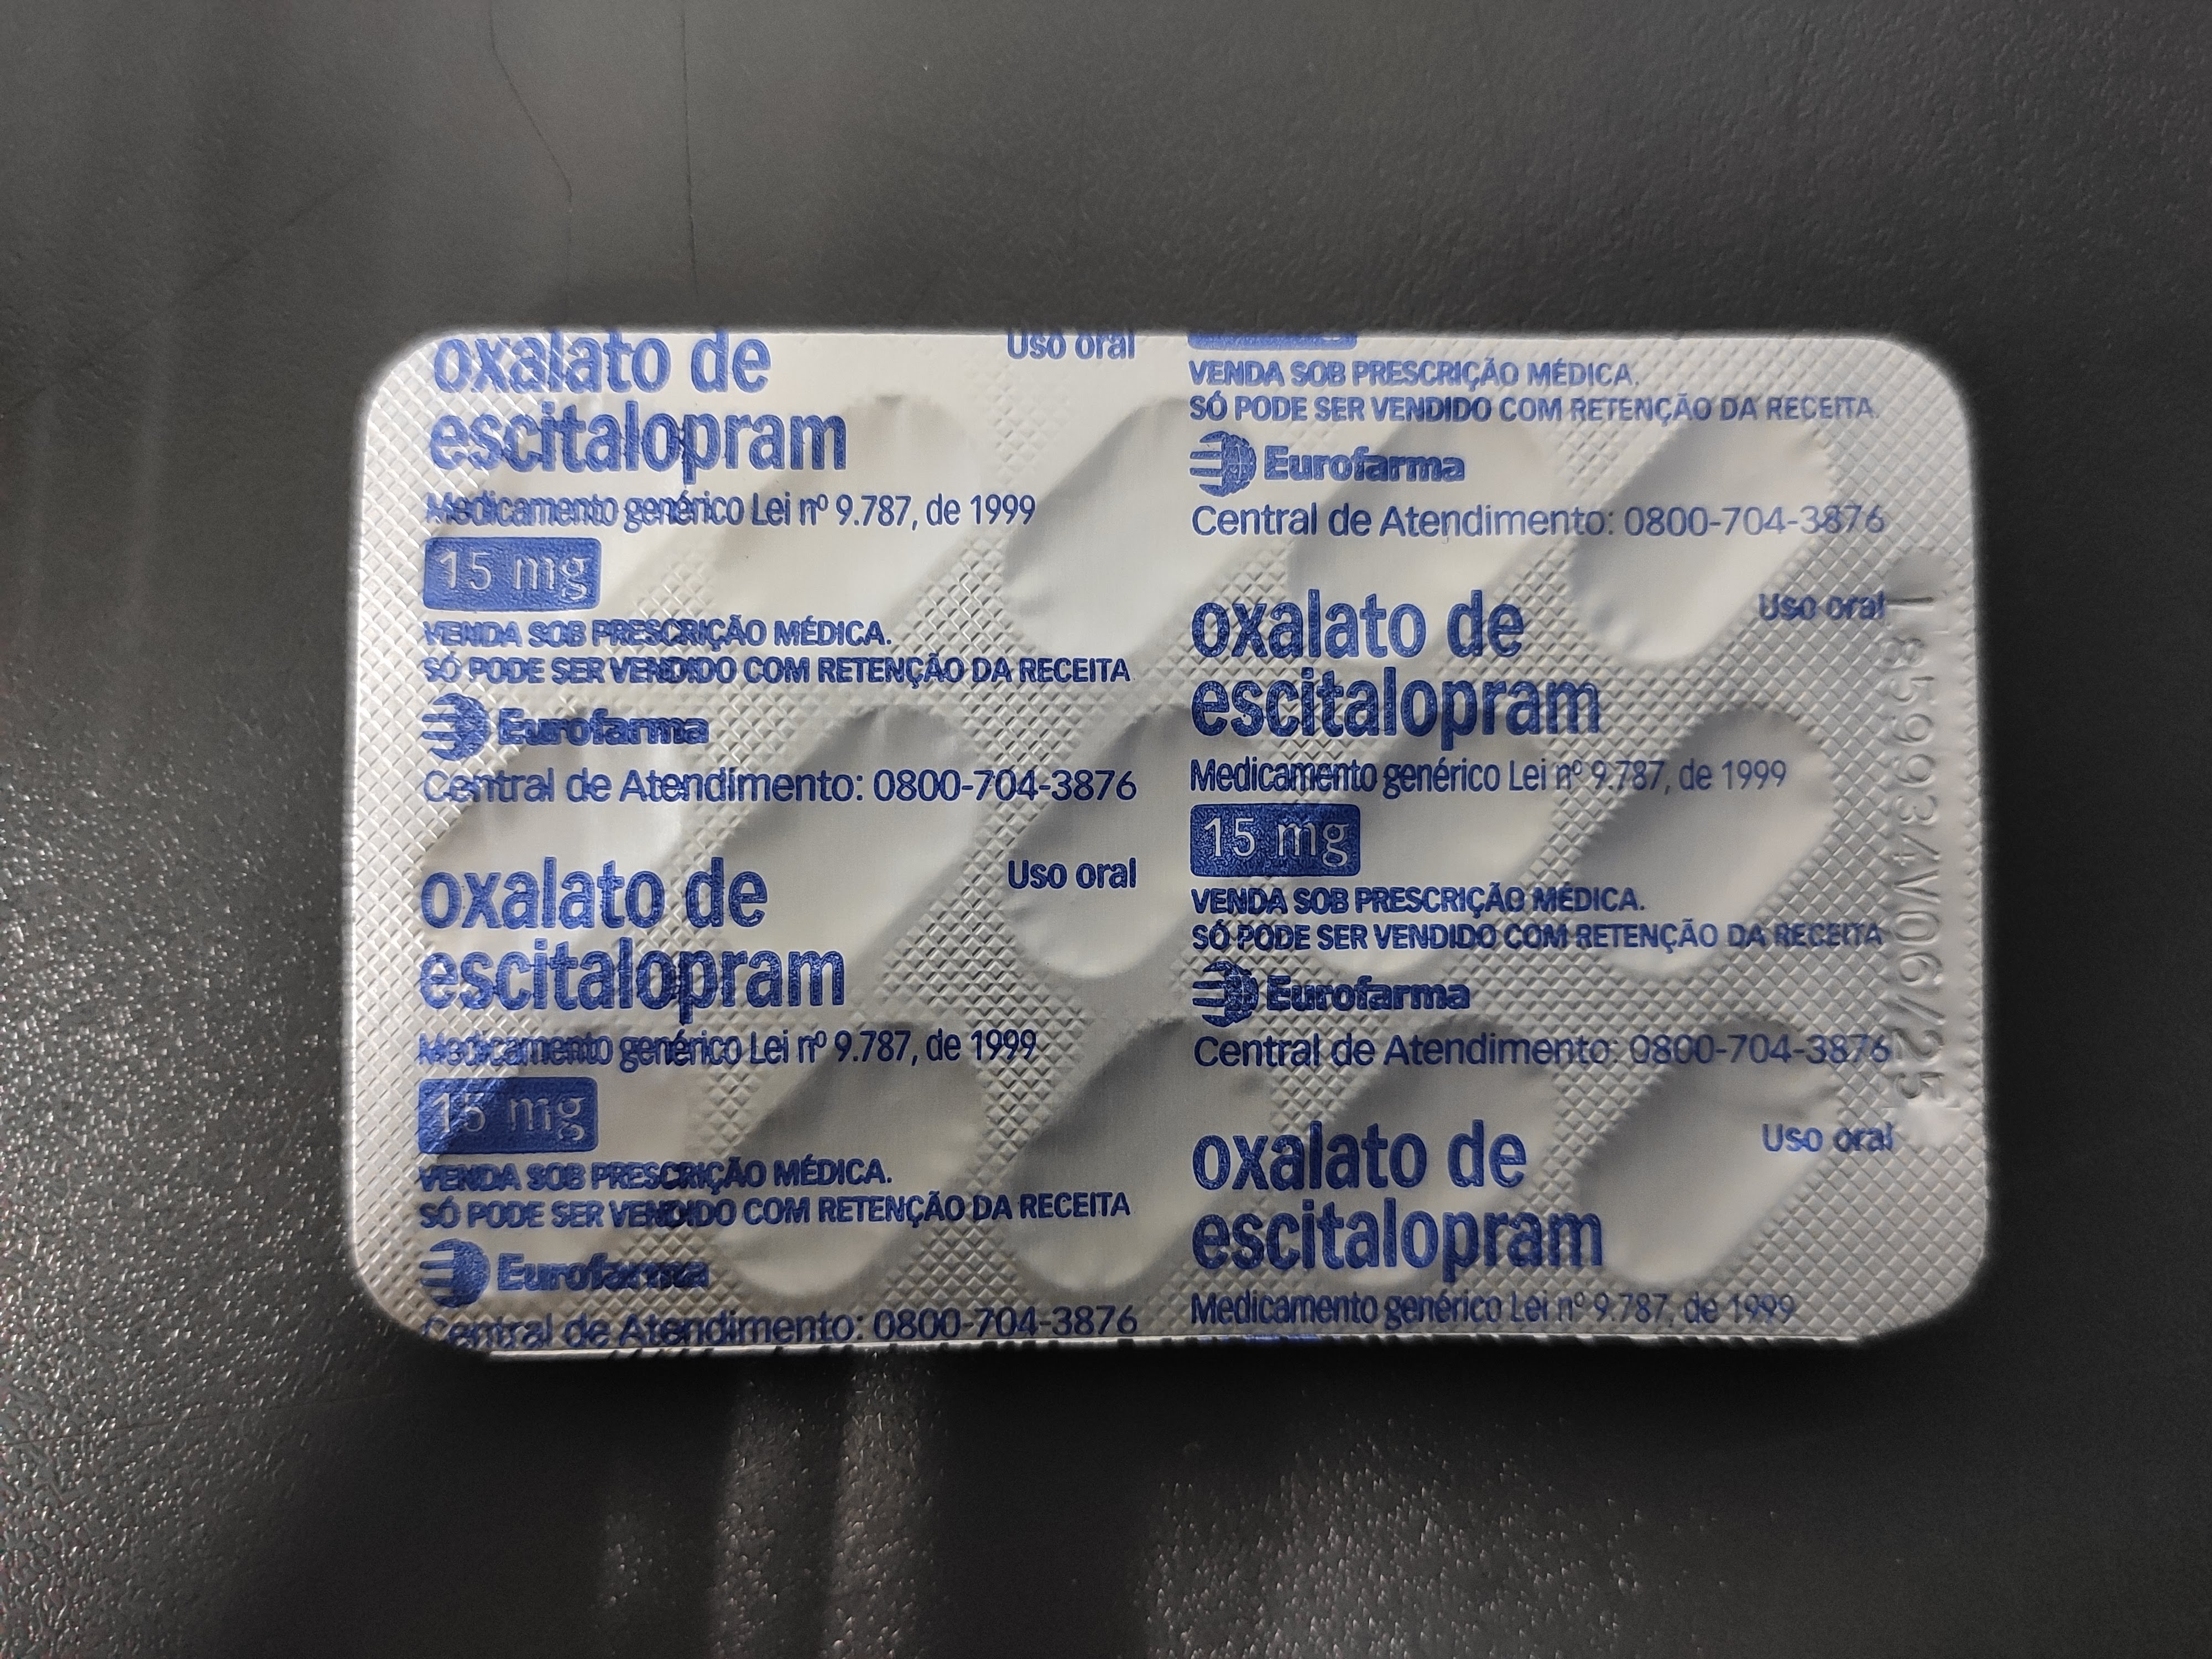 oxalato de
Uso oral
escitalopram
Medicamento genérico Lei nº 9.787, de 1999
15 mg
VENDA SOB PRESCRIÇÃO MÉDICA.
SÓ PODE SER VENDIDO COM RETENÇÃO DA RECEITA
Eurofarma
Central de Atendimento: 0800-704-3876
oxalato de
Uso oral
escitalopram
Medicamento genérico Lei nº 9.787, de 1999
15 mg
VENDA SOB PRESCRIÇÃO MÉDICA.
SÓ PODE SER VENDIDO COM RETENÇÃO DA RECEITA
Eurofarma
Central de Atendimento: 0800-704-3876
VENDA SOB PRESCRIÇÃO MÉDICA.
SÓ PODE SER VENDIDO COM RETENÇÃO DA RECEITA.
Eurofarma
Central de Atendimento: 0800-704-3876
oxalato de
Uso oral
escitalopram
Medicamento genérico Lei nº 9.787, de 1999
15 mg
VENDA SOB PRESCRIÇÃO MÉDICA.
SÓ PODE SER VENDIDO COM RETENÇÃO DA RECEITA
Eurofarma
Central de Atendimento: 0800-704-3876
oxalato de
Uso oral
escitalopram
Medicamento genérico Lei nº 9.787, de 1999
L859934V06/25